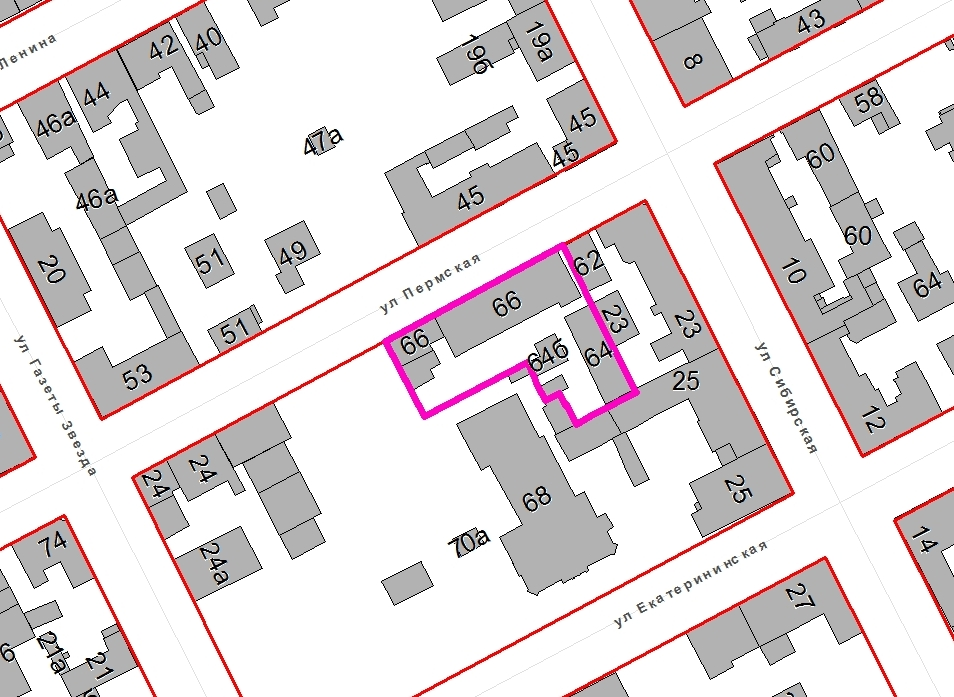 19а
43
42
40
Ленина
19б
8
44
58
46а
45
47а
60
45
46а
45
60
62
51
49
20
ул Пермская
10
64
66
51
23
23
66
64б
64
53
25
ул Газеты Звезда
ул Сибирская
12
24
24
25
68
14
74
70а
24а
ул Екатерининская
27
21а
6
21